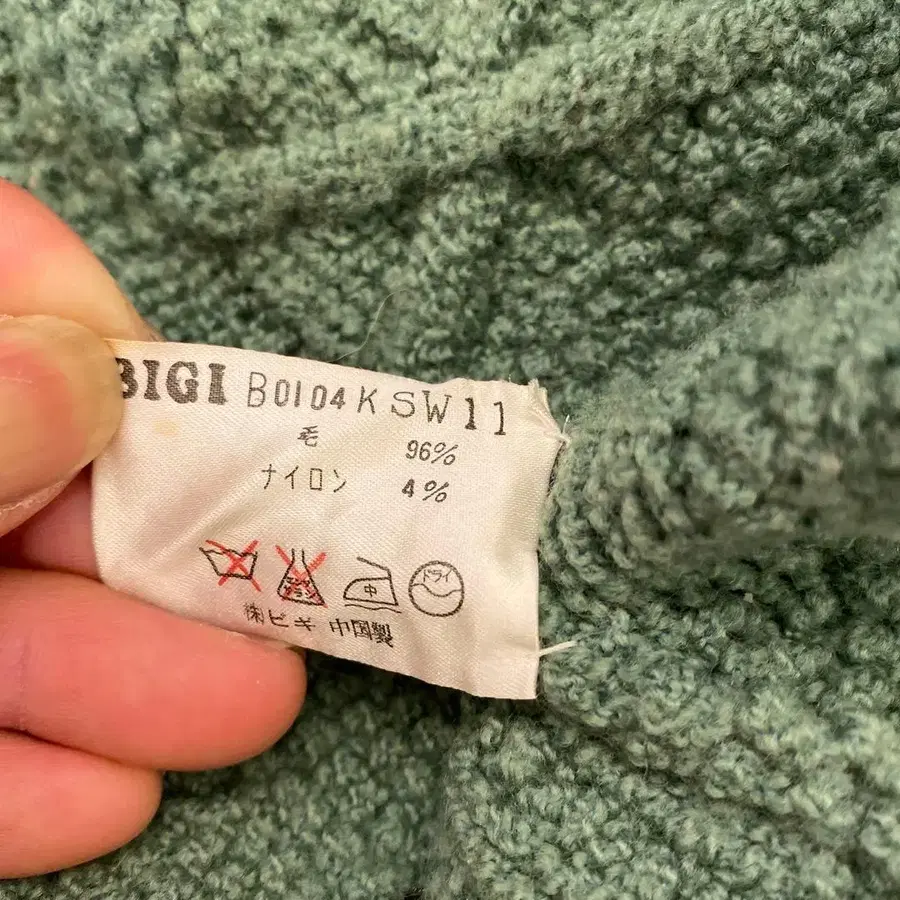 BIGI B0104KSW11
毛 96%
ナイロン 4%
中 ドライ
㈱ビギ 中国製